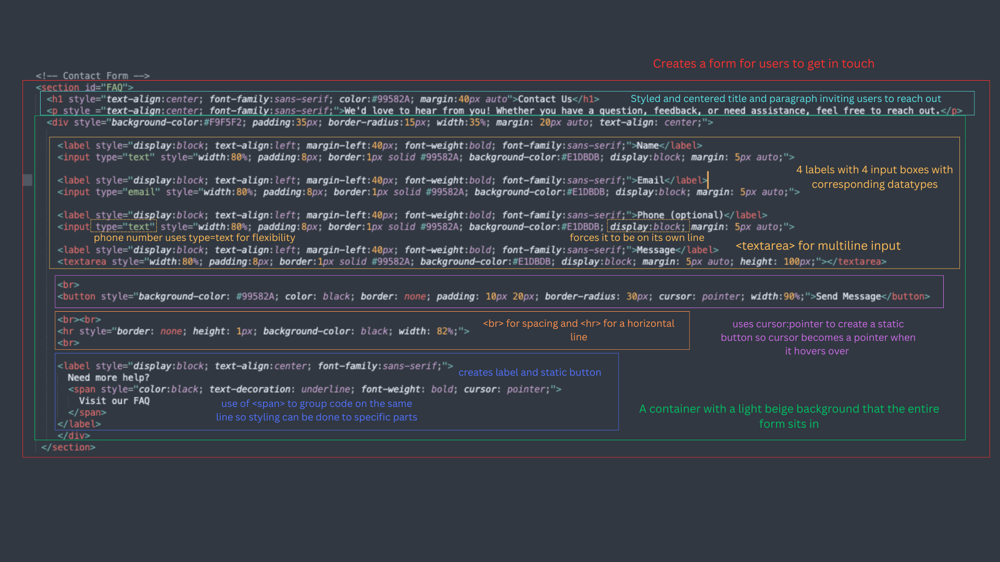 Creates a form for users to get in touch
<!-- Contact Form -->
<section id="FAQ">
<h1 style="text-align:center; font-family:sans-serif; color:#99582A; margin:40px auto">Contact Us</h1>
Styled and centered title and paragraph inviting users to reach out
<p style ="text-align:center; font-family:sans-serif;">We'd love to hear from you! Whether you have a question, feedback, or need assistance, feel free to reach out.</p>
<div style="background-color:#F9F5F2; padding:35px; border-radius:15px; width:35%; margin: 20px auto; text-align: center;">
<label style="display:block; text-align:left; margin-left:40px; font-weight:bold; font-family:sans-serif;">Name</label>
<input type="text" style="width:80%; padding:8px; border:1px solid #99582A; background-color:#E1DBDB; display:block; margin: 5px auto;">
4 labels with 4 input boxes with
corresponding datatypes
<label style="display:block; text-align:left; margin-left:40px; font-weight:bold; font-family:sans-serif;">Email</label>
<input type="email" style="width:80%; padding:8px; border:1px solid #99582A; background-color:#E1DBDB; display:block; margin: 5px auto;">
<label style="display:block; text-align:left; margin-left:40px; font-weight:bold; font-family:sans-serif;">Phone (optional)</label>
<input type="text" style="width:80%; padding:8px; border:1px solid #99582A; background-color:#E1DBDB; display:block; margin: 5px auto;">
phone number uses type=text for flexibility
forces it to be on its own line
<textarea> for multiline input
<label style="display:block; text-align:left; margin-left:40px; font-weight:bold; font-family:sans-serif;">Message</label>
<textarea style="width:80%; padding:8px; border:1px solid #99582A; background-color:#E1DBDB; display:block; margin: 5px auto; height: 100px;"></textarea>
<br>
<button style="background-color: #99582A; color: black; border: none; padding: 10px 20px; border-radius: 30px; cursor: pointer; width:90%;">Send Message</button>
<br><br>
<hr style="border: none; height: 1px; background-color: black; width: 82%;">
<br>
<br> for spacing and <hr> for a horizontal
line
uses cursor:pointer to create a static
button so cursor becomes a pointer when
it hovers over
<label style="display:block; text-align:center; font-family:sans-serif;">
creates label and static button
Need more help?
<span style="color:black; text-decoration: underline; font-weight: bold; cursor: pointer;">
Visit our FAQ
use of <span> to group code on the same
line so styling can be done to specific parts
</span>
</label>
A container with a light beige background that the entire
form sits in
</div>
</section>